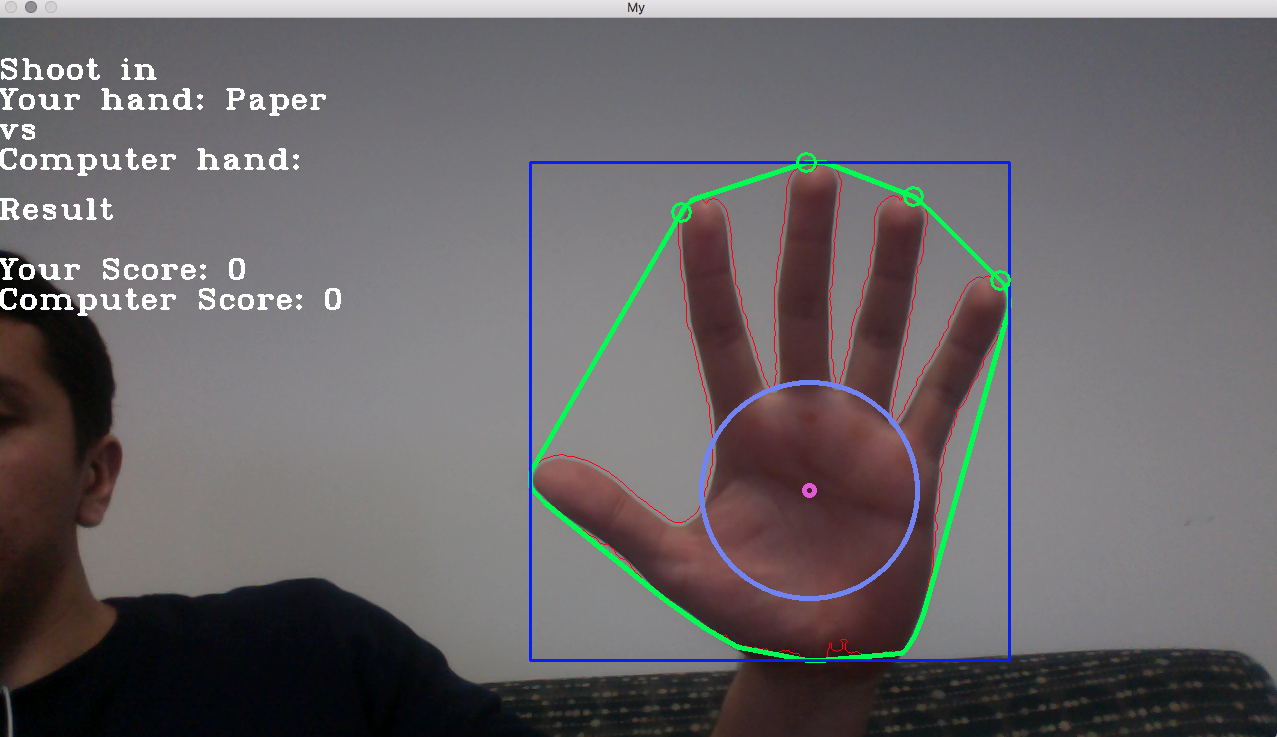 My
Shoot in
Your hand: Paper
vs
Computer hand:
Result
Your Score: 0
Computer Score: 0